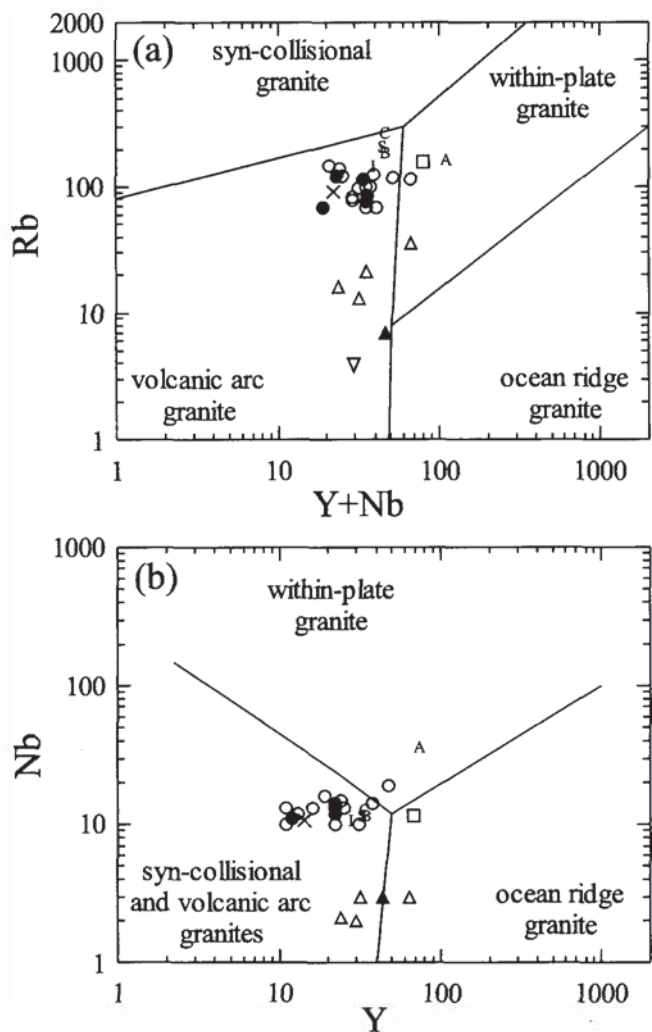 2000
(a)
syn-collisional
granite
1000
within-plate
granite
C
S
B
A
I
100
Rb
10
volcanic arc
granite
ocean ridge
granite
1
1
10
100
1000
Y+Nb
1000
(b)
within-plate
granite
100
A
Nb
10
I
B
syn-collisional
and volcanic arc
granites
ocean ridge
granite
1
1
10
100
1000
Y